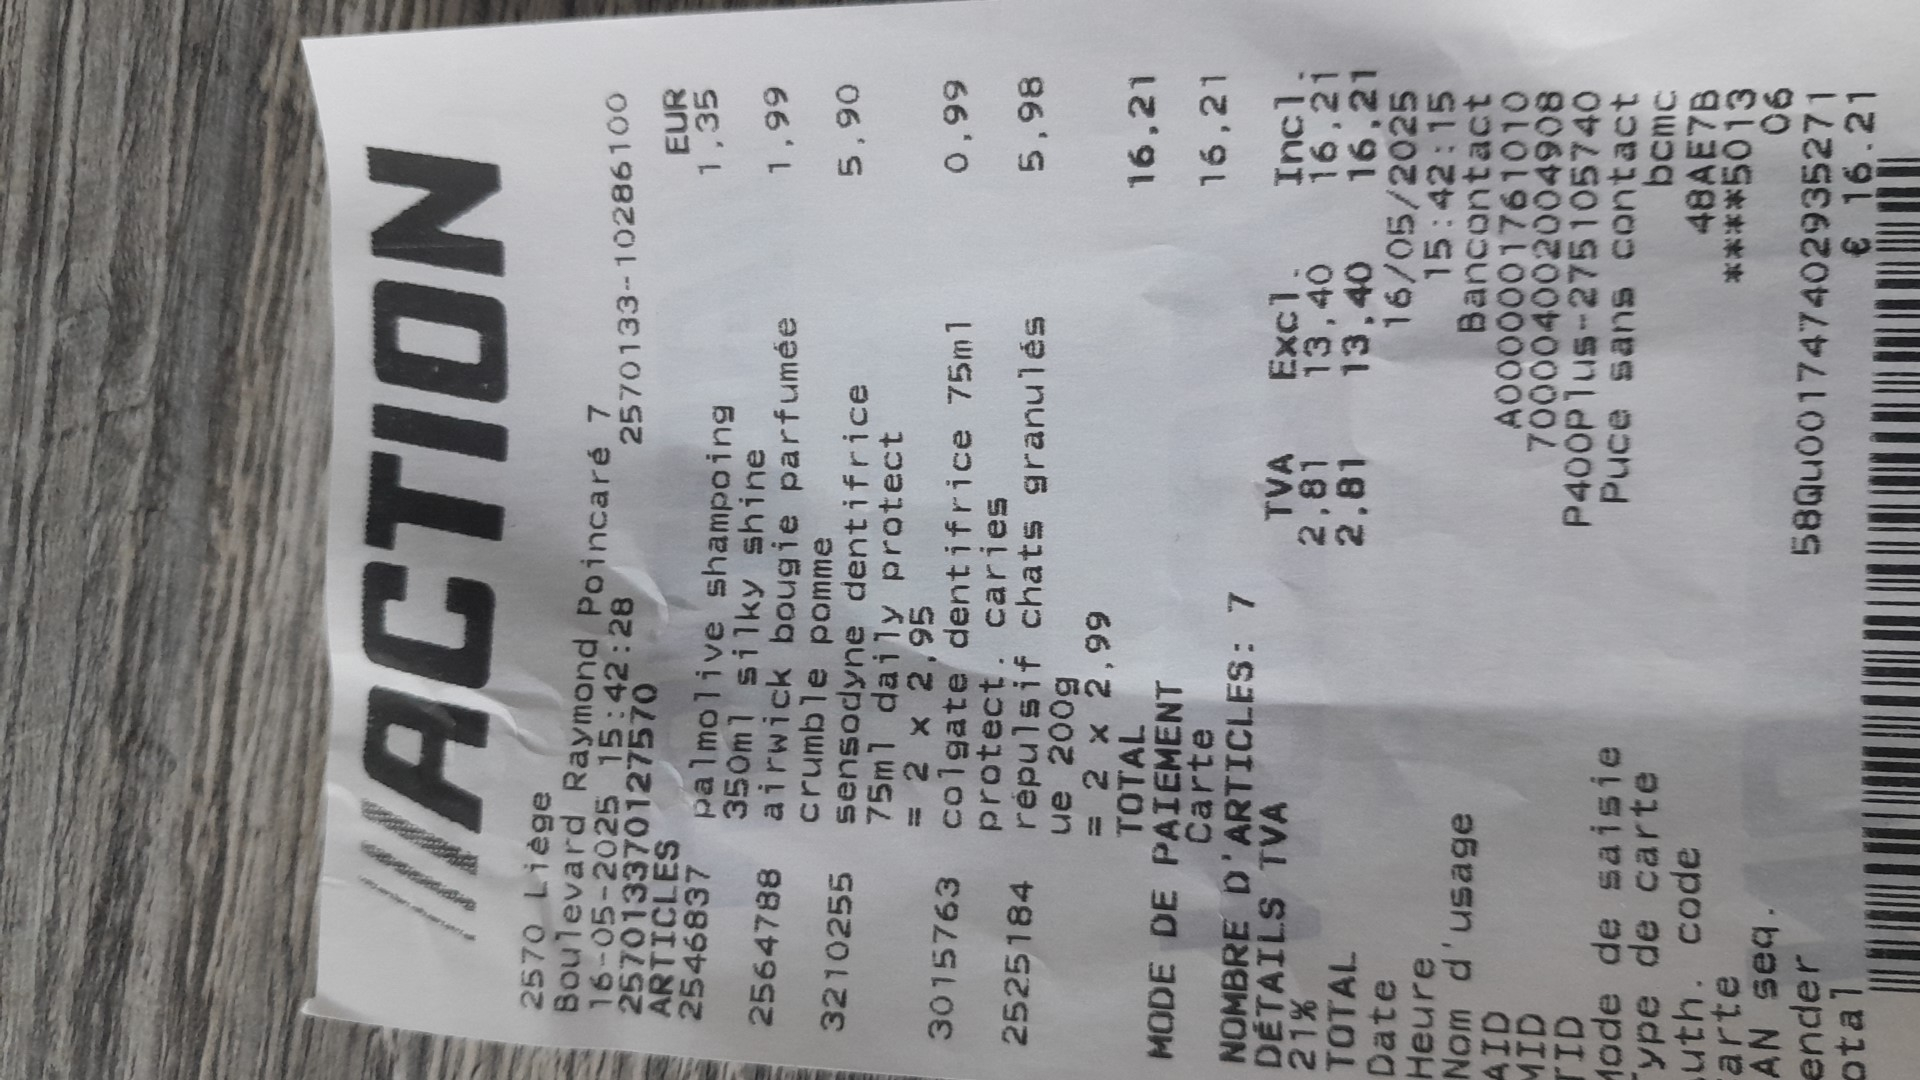 ACTION
2570 Liège
Boulevard Raymond Poincaré 7
16-05-2025 15:42:28 2570133--10286100
2570133701275​70
ARTICLES EUR
2546837 palmolive shampoing 1,35
350ml silky shine
2564788 airwick bougie parfumée 1,99
crumble pomme
3210255 sensodyne dentifrice 5,90
75ml daily protect
= 2 x 2,95
3015763 colgate dentifrice 75ml 0,99
protect. caries
2525184 répulsif chats granulés 5,98
ue 200g
= 2 x 2,99
TOTAL 16,21
MODE DE PAIEMENT
Carte 16,21
NOMBRE D'ARTICLES: 7
DÉTAILS TVA TVA Excl. Incl.
21% 2,81 13,40 16,21
TOTAL 2,81 13,40 16,21
Date 16/05/2025
Heure 15:42:15
Nom d'usage Bancontact
AID A0000001761010
MID 70004002004908
TID P400Plus-275105740
Mode de saisie Puce sans contact
Type de carte bcmc
uth. code 48AE7B
arte *****5013
AN seq. 06
ender 58Qu001747402935271
otal € 16.21